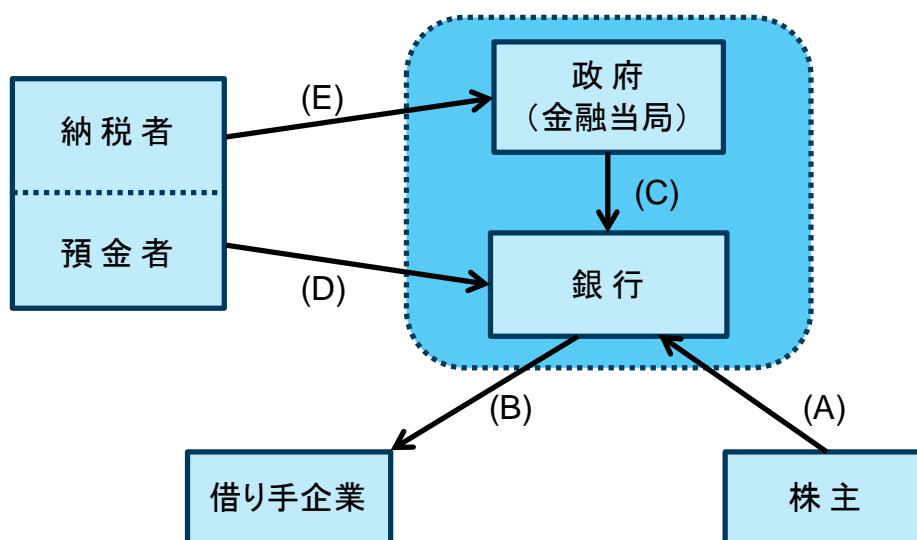 政 府
（金融当局）
(E)
納 税 者
(C)
預 金 者
銀 行
(D)
(B)
(A)
借り手企業
株 主